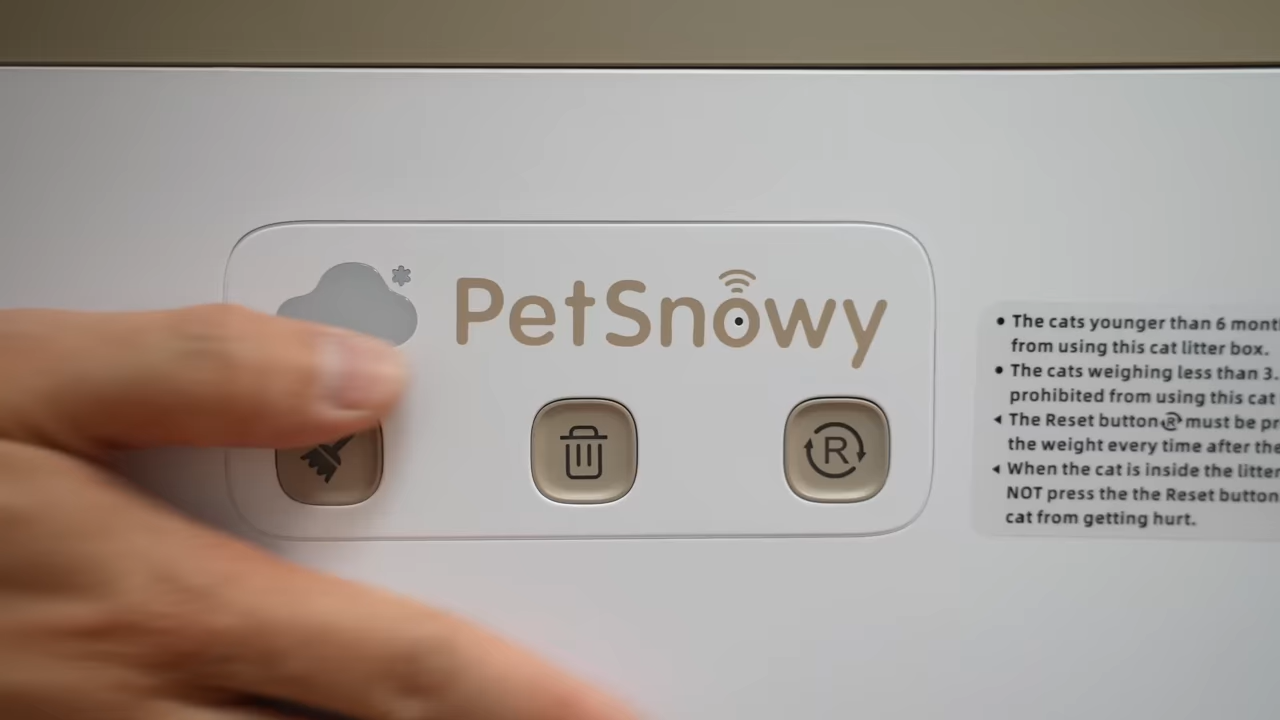 PetSnowy
R
• The cats younger than 6
from using this cat litter box.
• The cats weighing less than 3.
prohibited from using this cat
◂ The Reset button R must be
the weight every time after the
◂ When the cat is inside the litter
NOT press the the Reset button
cat from getting hurt.